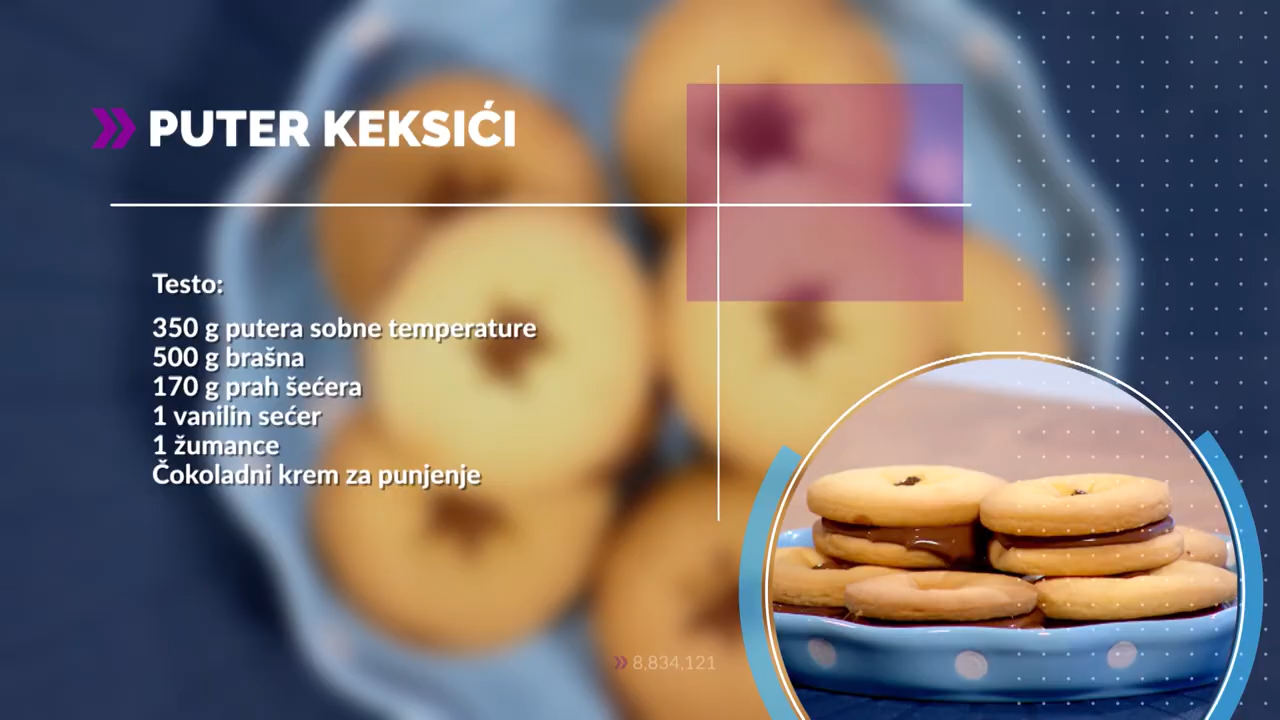 PUTER KEKSIĆI
Testo:
350 g putera sobne temperature
500 g brašna
170 g prah šećera
1 vanilin sećer
1 žumance
Čokoladni krem za punjenje
8,834,121